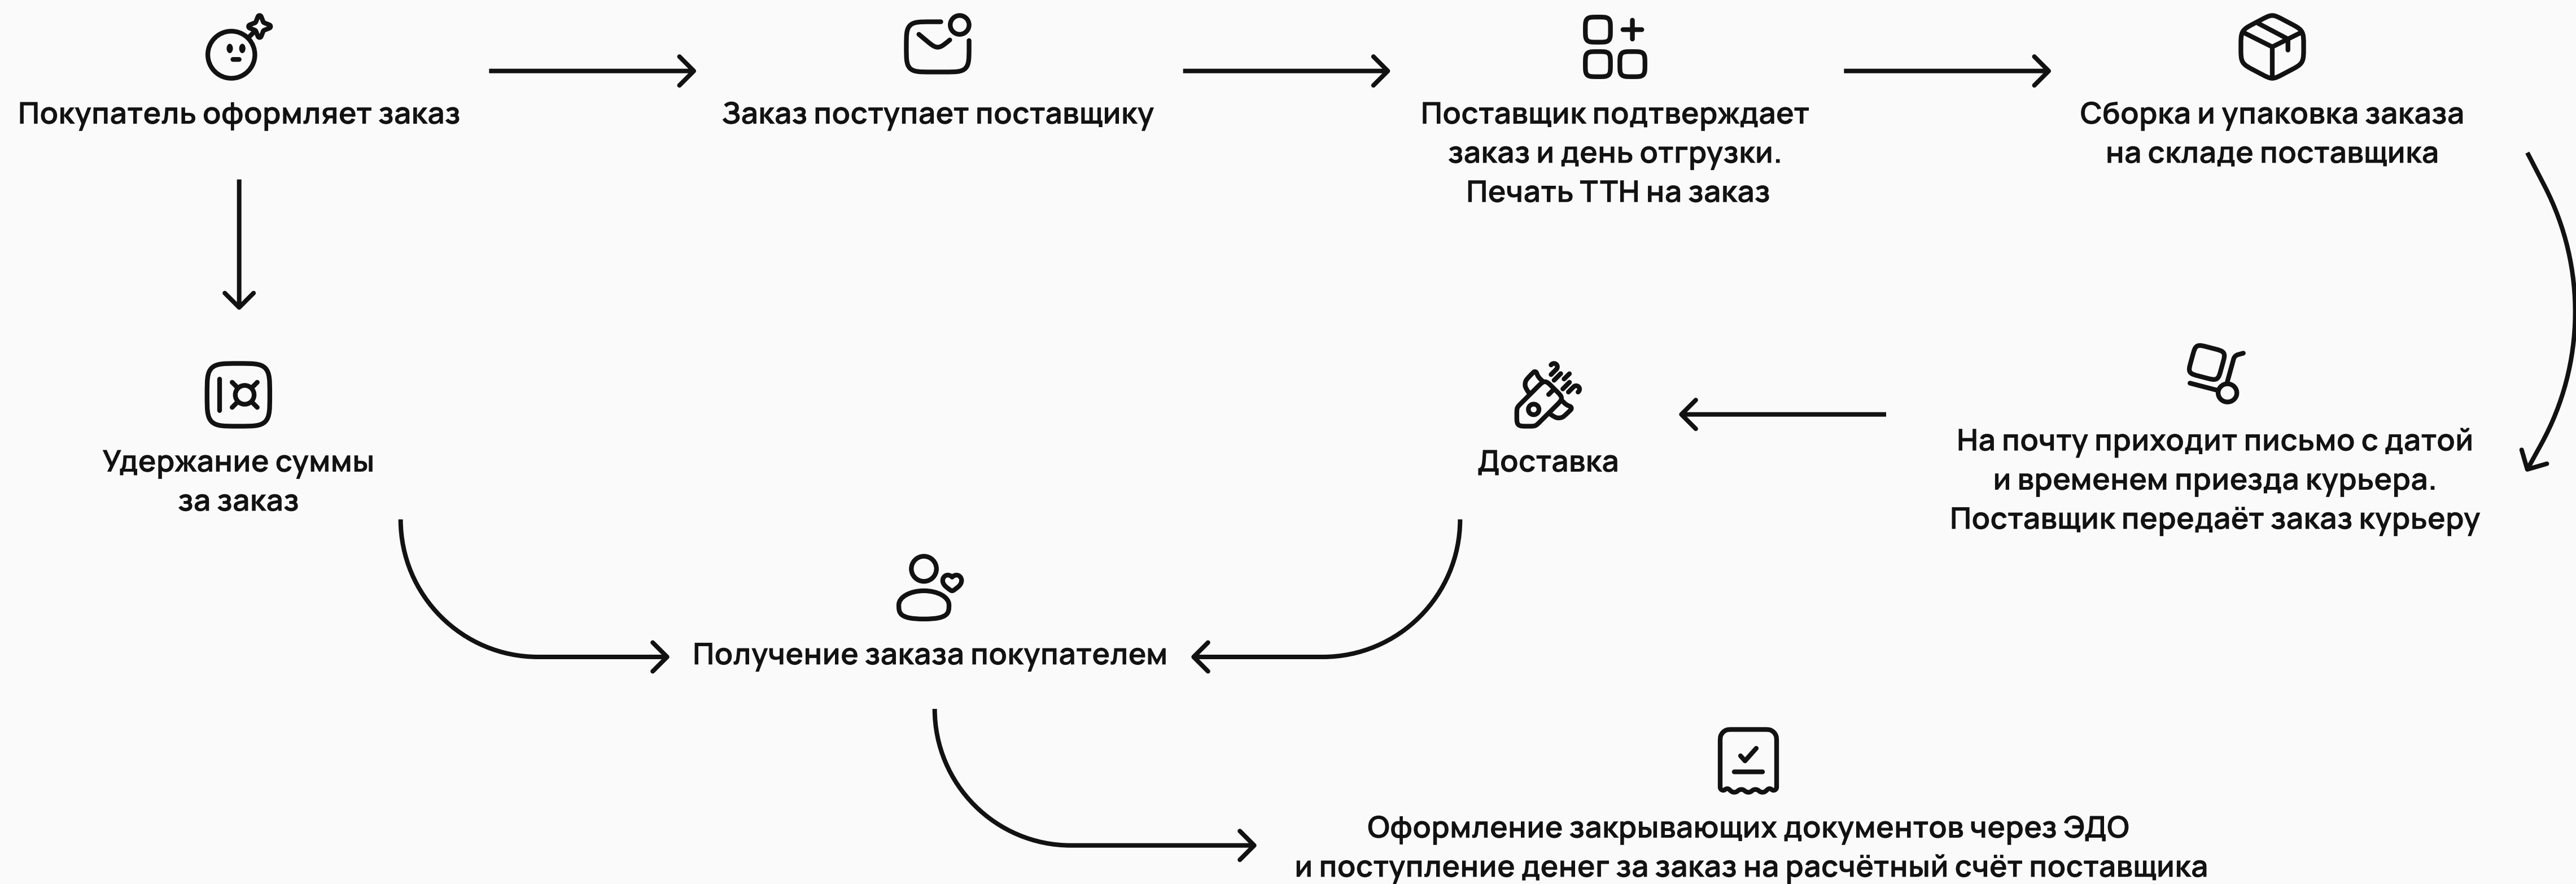 Покупатель оформляет заказ
Заказ поступает поставщику
Поставщик подтверждает
заказ и день отгрузки.
Печать ТТН на заказ
Сборка и упаковка заказа
на складе поставщика
На почту приходит письмо с датой
и временем приезда курьера.
Поставщик передаёт заказ курьеру
Доставка
Удержание суммы
за заказ
Получение заказа покупателем
Оформление закрывающих документов через ЭДО
и поступление денег за заказ на расчётный счёт поставщика